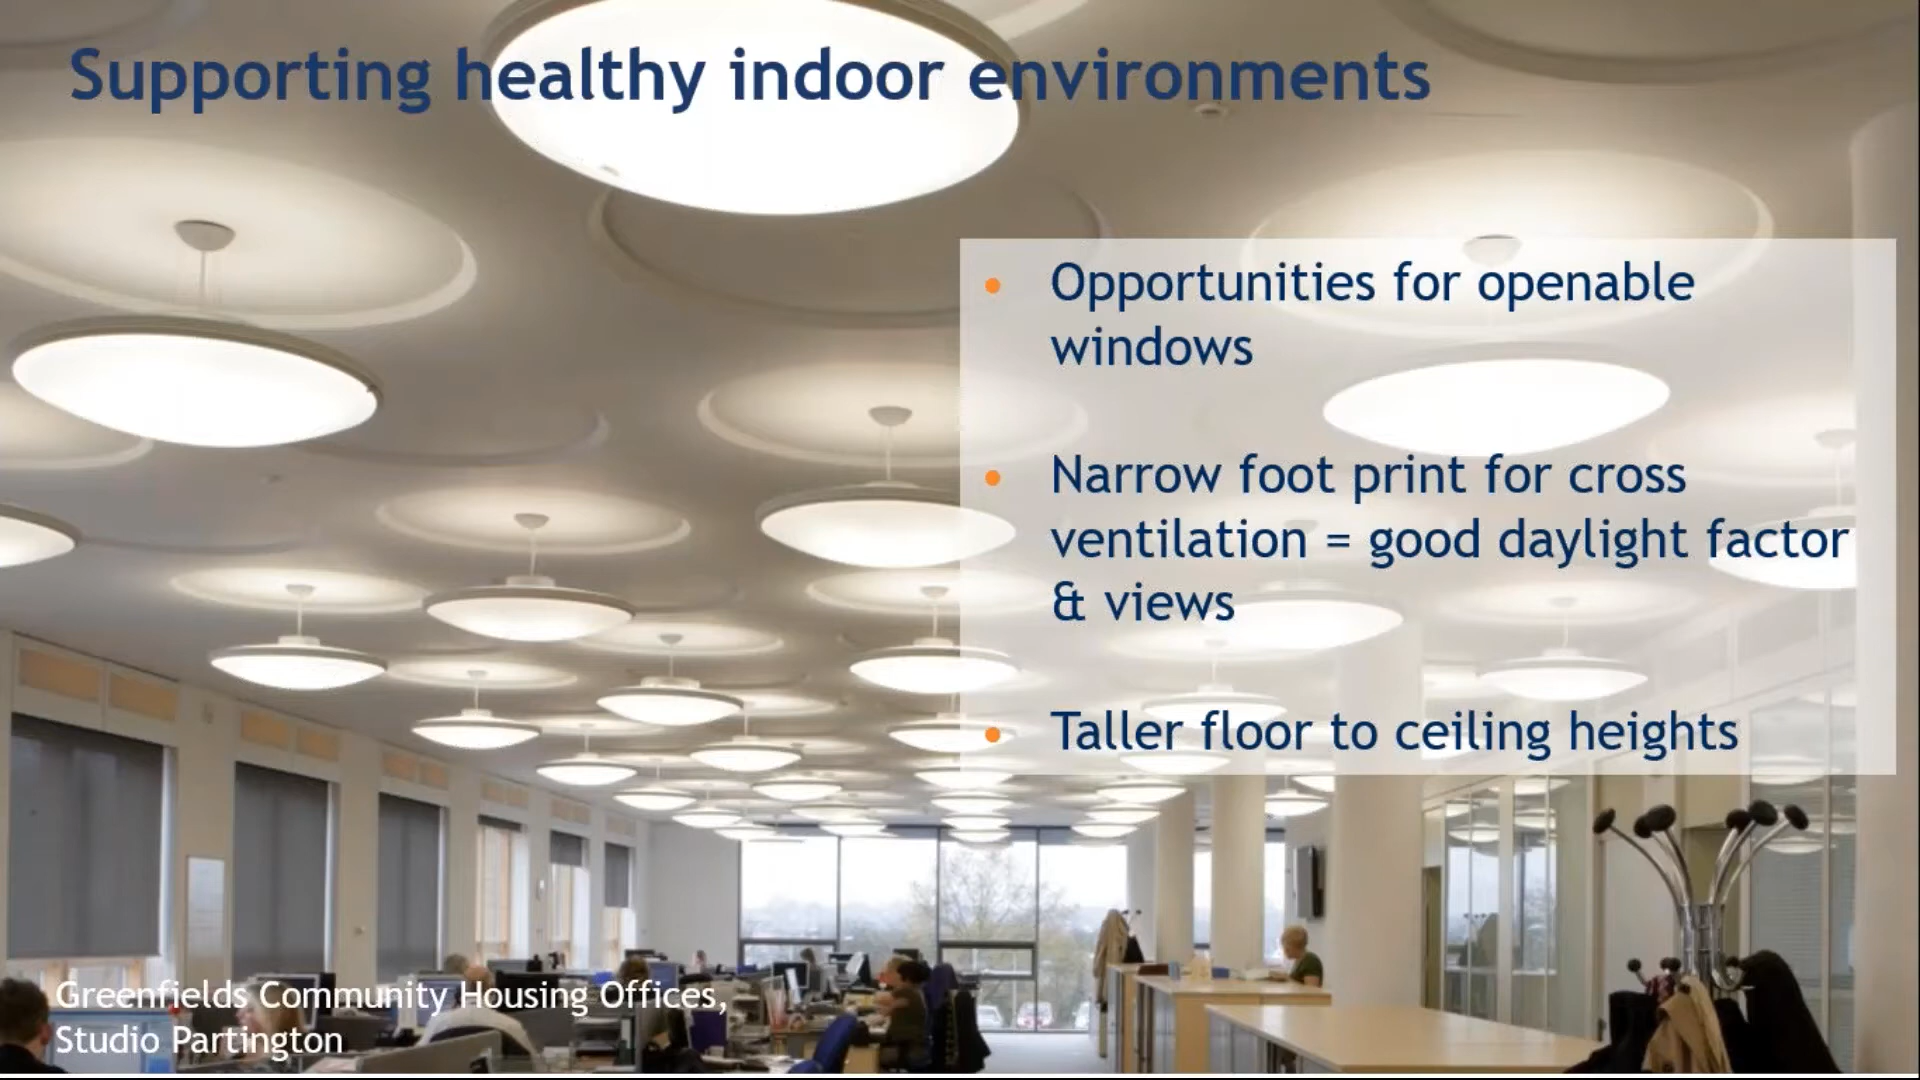 Supporting healthy indoor environments
• Opportunities for openable
windows
• Narrow foot print for cross
ventilation = good daylight factor
& views
• Taller floor to ceiling heights
Greenfields Community Housing Offices,
Studio Partington